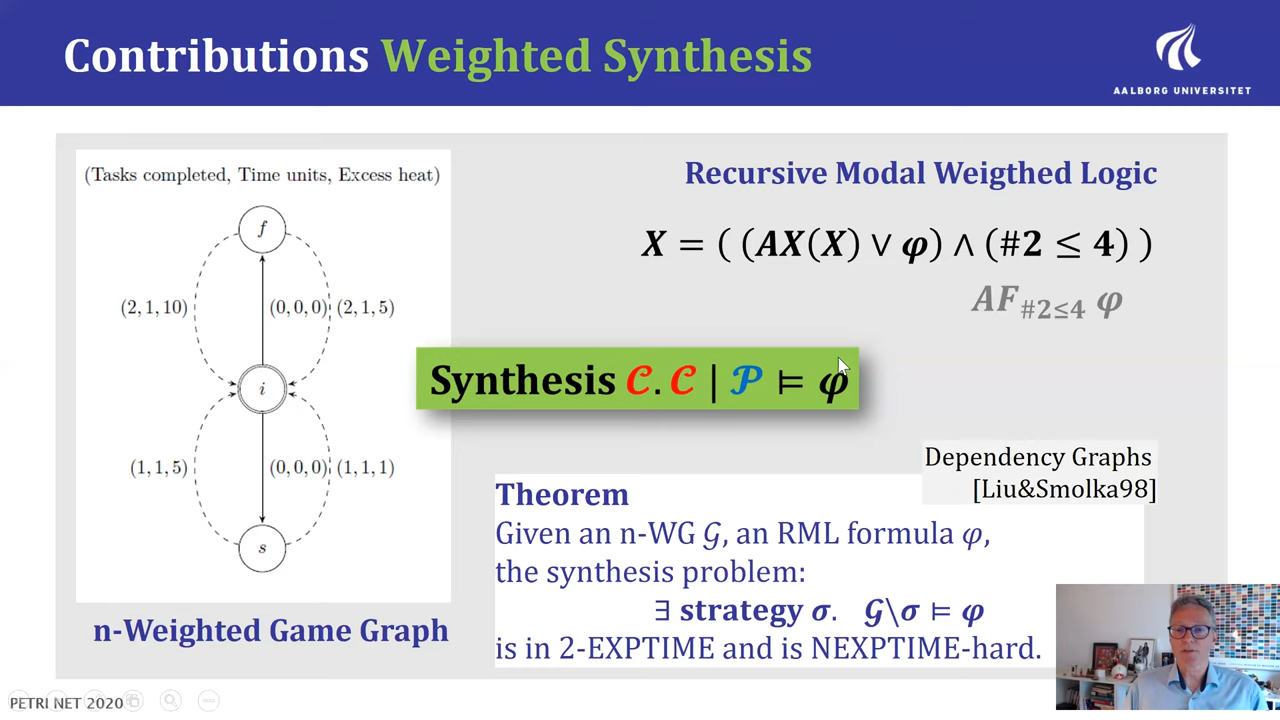 Contributions Weighted Synthesis
AALBORG UNIVERSITET
(Tasks completed, Time units, Excess heat)
f
(2, 1, 10)
(0, 0, 0)
(2, 1, 5)
i
(1, 1, 5)
(0, 0, 0)
(1, 1, 1)
s
n-Weighted Game Graph
Recursive Modal Weigthed Logic
X = ( (AX(X) ∨ φ) ∧ (#2 ≤ 4) )
AF#2≤4 φ
Synthesis 𝒞. 𝒞 | 𝒫 ⊨ φ
Dependency Graphs
[Liu&Smolka98]
Theorem
Given an n-WG 𝒢, an RML formula φ,
the synthesis problem:
∃ strategy σ. 𝒢\σ ⊨ φ
is in 2-EXPTIME and is NEXPTIME-hard.
PETRI NET 2020